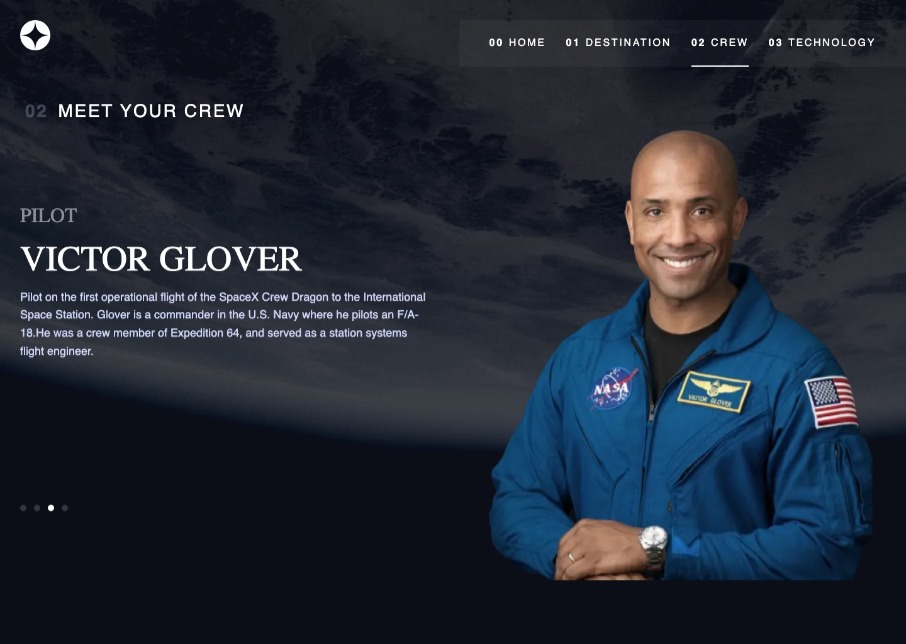 00 HOME 01 DESTINATION 02 CREW 03 TECHNOLOGY
02 MEET YOUR CREW
PILOT
VICTOR GLOVER
Pilot on the first operational flight of the SpaceX Crew Dragon to the International
Space Station. Glover is a commander in the U.S. Navy where he pilots an F/A-
18.He was a crew member of Expedition 64, and served as a station systems
flight engineer.
NASA
VICTOR GLOVER